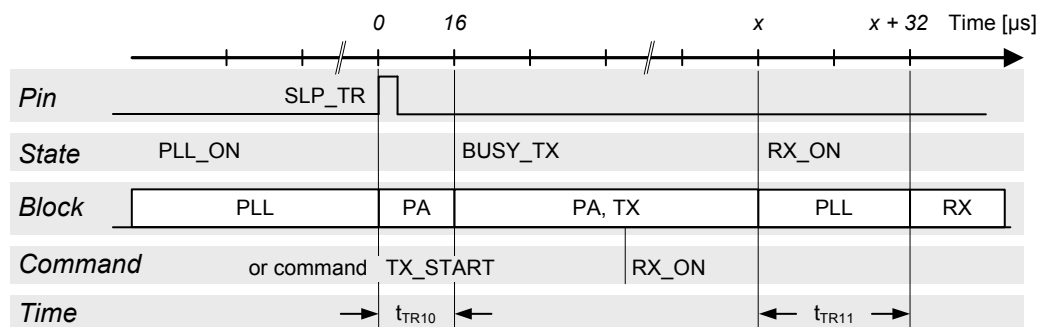 0 16 x x + 32 Time [µs]
Pin SLP_TR
State PLL_ON BUSY_TX RX_ON
Block PLL PA PA, TX PLL RX
Command or command TX_START RX_ON
Time tTR10 tTR11